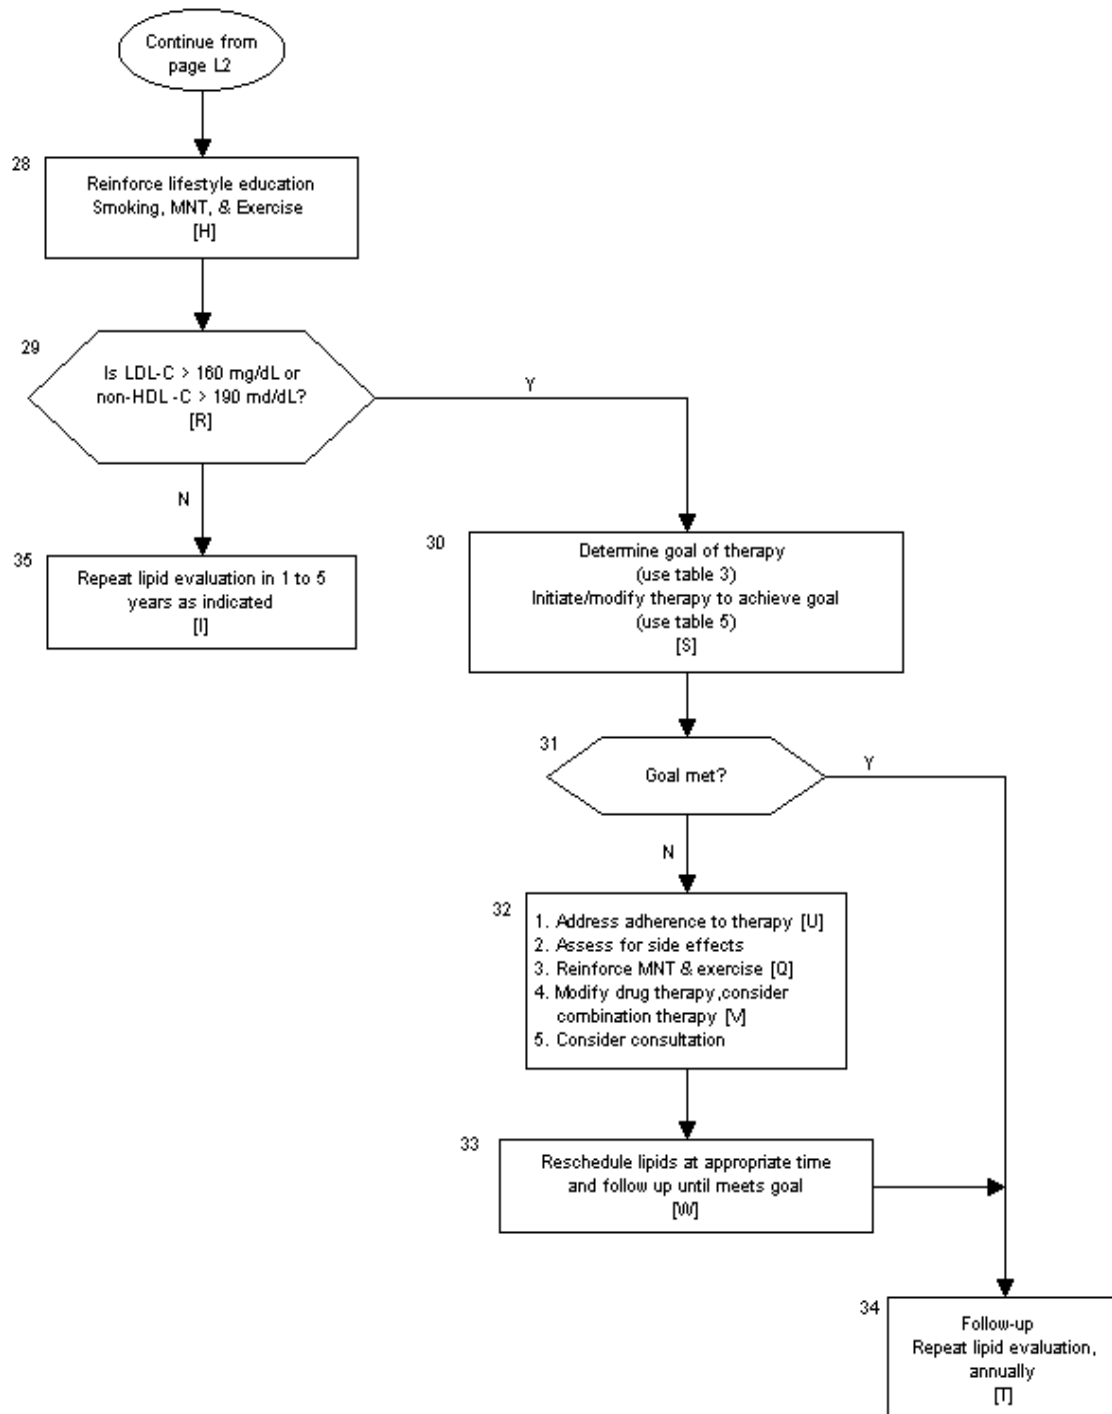 Continue from
page L2
28
Reinforce lifestyle education
Smoking, MNT, & Exercise
[H]
29
Is LDL-C > 160 mg/dL or
non-HDL -C > 190 md/dL?
[R]
Y
N
35
Repeat lipid evaluation in 1 to 5
years as indicated
[I]
30
Determine goal of therapy
(use table 3)
Initiate/modify therapy to achieve goal
(use table 5)
[S]
31
Goal met?
Y
N
32
1. Address adherence to therapy [U]
2. Assess for side effects
3. Reinforce MNT & exercise [Q]
4. Modify drug therapy,consider
combination therapy [V]
5. Consider consultation
33
Reschedule lipids at appropriate time
and follow up until meets goal
[W]
34
Follow-up
Repeat lipid evaluation,
annually
[T]